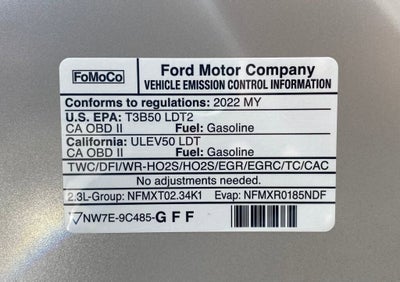 FoMoCo Ford Motor Company
VEHICLE EMISSION CONTROL INFORMATION
Conforms to regulations: 2022 MY
U.S. EPA: T3B50 LDT2
CA OBD II Fuel: Gasoline
California: ULEV50 LDT
CA OBD II Fuel: Gasoline
TWC/DFI/WR-HO2S/HO2S/EGR/EGRC/TC/CAC
No adjustments needed.
2.3L-Group: NFMXT02.34K1 Evap: NFMXR0185NDF
NW7E-9C485-GFF